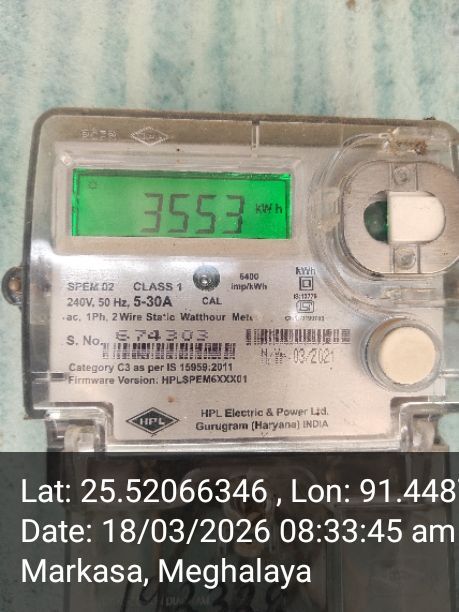 HPL
3553 kWh
SPEM 02 CLASS 1 6400
240V, 50 Hz, 5-30A CAL imp/kWh
kWh
IS:13779
ac, 1Ph, 2 Wire Static Watthour
S. No. 674303
03/2021
Category C3 as per IS 15959:2011
Firmware Version: HPLSPEM6XXX01
HPL
HPL Electric & Power Ltd.
Gurugram (Haryana) INDIA
Lat: 25.52066346 , Lon: 91.448
Date: 18/03/2026 08:33:45 am
Markasa, Meghalaya